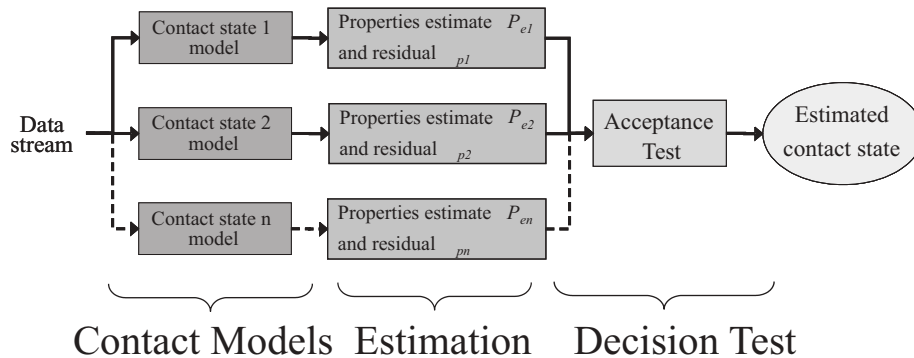 Data
stream
Contact state 1
model
Properties estimate P_e1
and residual _p1
Contact state 2
model
Properties estimate P_e2
and residual _p2
Contact state n
model
Properties estimate P_en
and residual _pn
Acceptance
Test
Estimated
contact state
Contact Models
Estimation
Decision Test